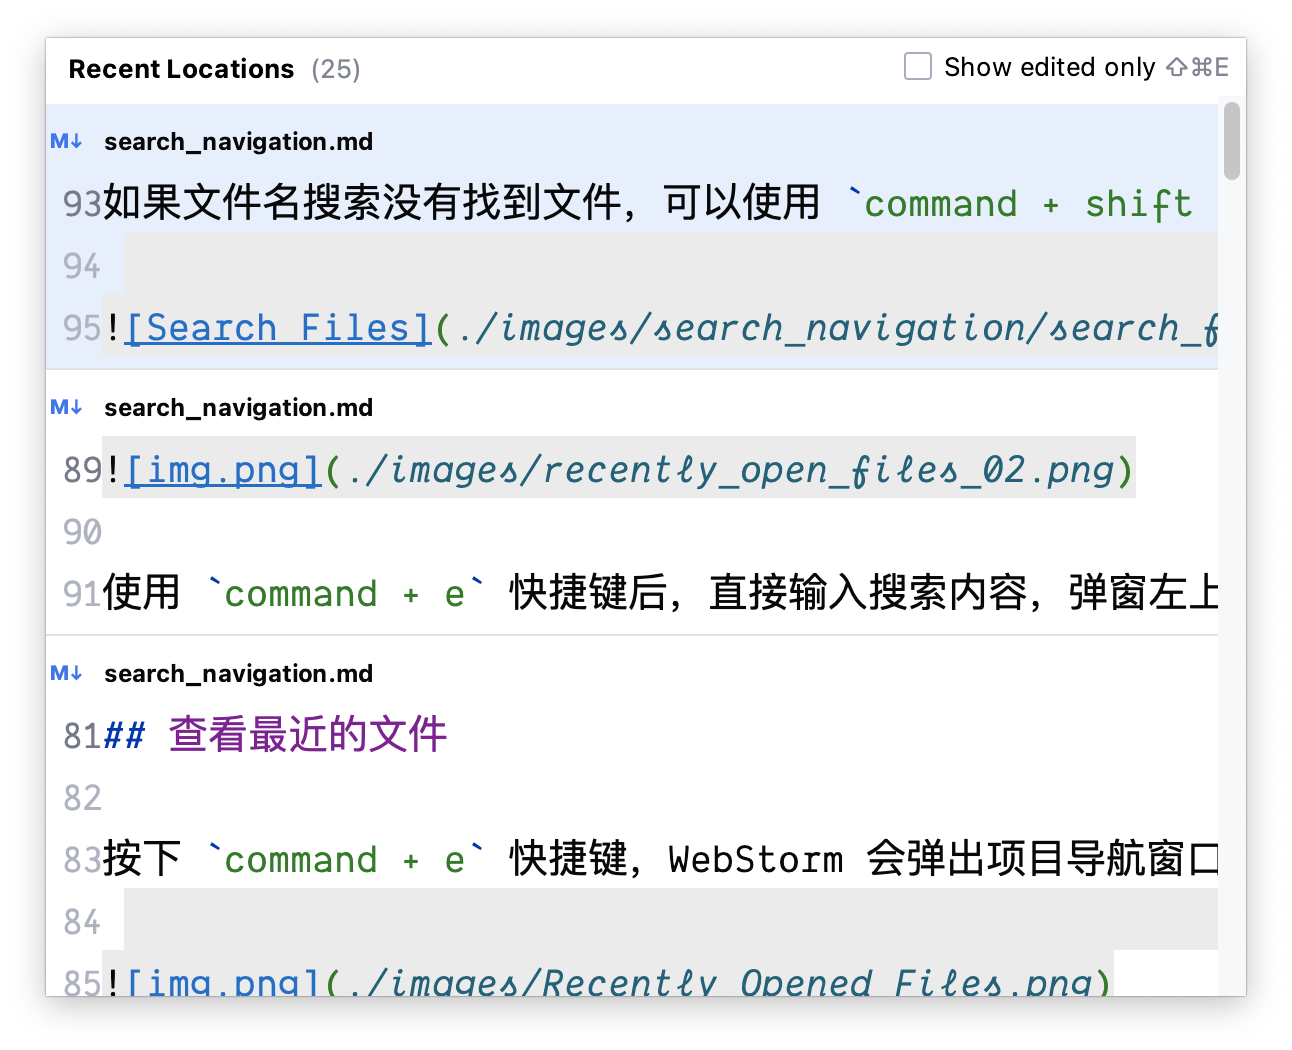 Recent Locations (25)
Show edited only ⇧⌘E
M↓ search_navigation.md
93如果文件名搜索没有找到文件，可以使用 `command + shift
94
95![Search Files](./images/search_navigation/search_f
M↓ search_navigation.md
89![img.png](./images/recently_open_files_02.png)
90
91使用 `command + e` 快捷键后，直接输入搜索内容，弹窗左上
M↓ search_navigation.md
81## 查看最近的文件
82
83按下 `command + e` 快捷键，WebStorm 会弹出项目导航窗口
84
85![img.png](./images/Recently_Opened_Files.png)